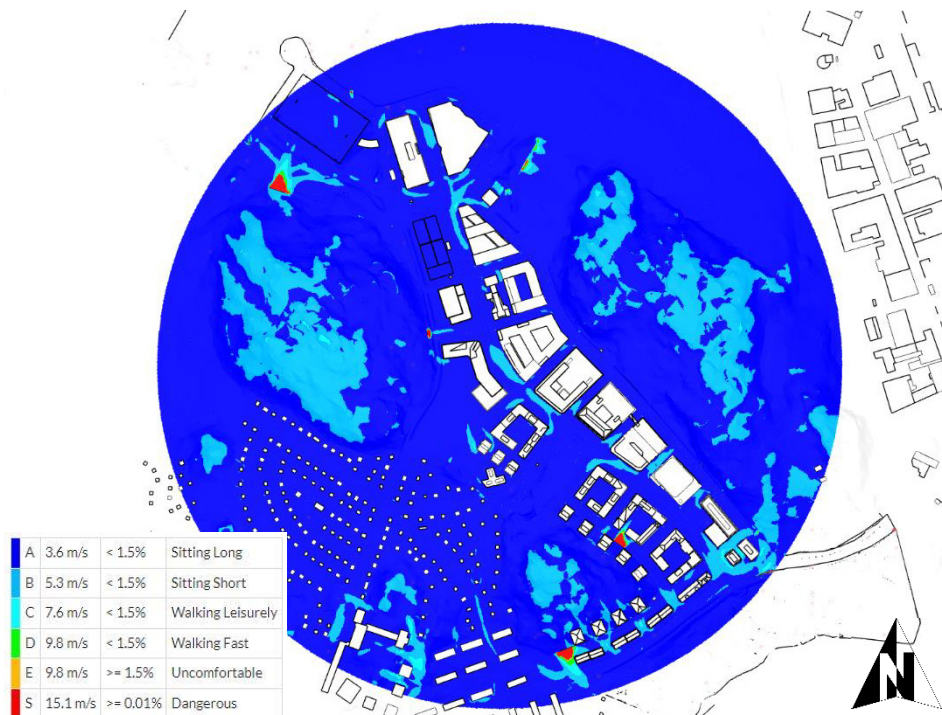 A 3.6 m/s < 1.5% Sitting Long
B 5.3 m/s < 1.5% Sitting Short
C 7.6 m/s < 1.5% Walking Leisurely
D 9.8 m/s < 1.5% Walking Fast
E 9.8 m/s >= 1.5% Uncomfortable
S 15.1 m/s >= 0.01% Dangerous
N